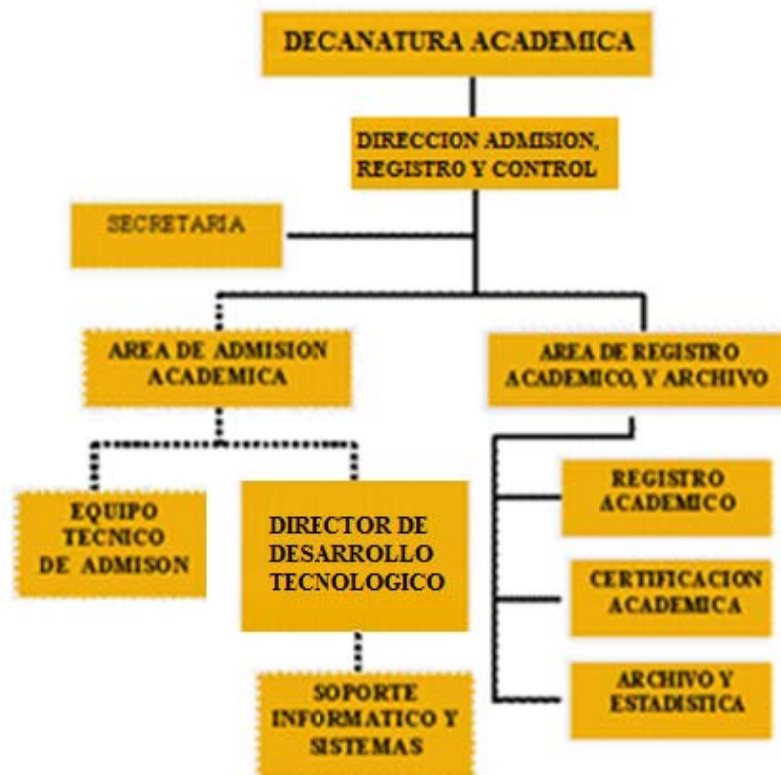 DECANATURA ACADEMICA
DIRECCION ADMISION,
REGISTRO Y CONTROL
SECRETARIA
AREA DE ADMISION
ACADEMICA
AREA DE REGISTRO
ACADEMICO, Y ARCHIVO
EQUIPO
TECNICO
DE ADMISON
DIRECTOR DE
DESARROLLO
TECNOLOGICO
REGISTRO
ACADEMICO
CERTIFICACION
ACADEMICA
ARCHIVO Y
ESTADISTICA
SOPORTE
INFORMATICO Y
SISTEMAS